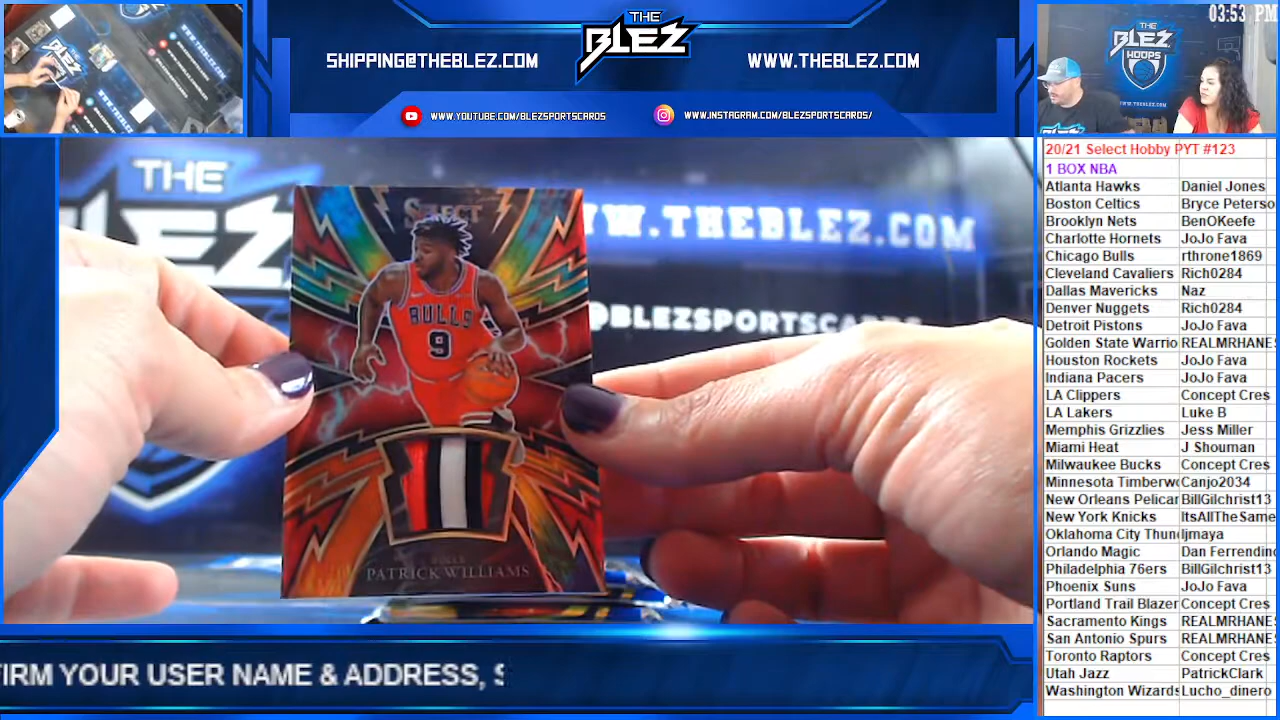 03:53 PM
THE
BLEZ
SHIPPING@THEBLEZ.COM
WWW.THEBLEZ.COM
WWW.YOUTUBE.COM/BLEZSPORTSCARDS
WWW.INSTAGRAM.COM/BLEZSPORTSCARDS/
THE
BLEZ
HOOPS
20/21 Select Hobby PYT #123
1 BOX NBA
Atlanta Hawks Daniel Jones
Boston Celtics Bryce Peterso
Brooklyn Nets BenOKeefe
Charlotte Hornets JoJo Fava
Chicago Bulls rthrone1869
Cleveland Cavaliers Rich0284
Dallas Mavericks Naz
Denver Nuggets Rich0284
Detroit Pistons JoJo Fava
Golden State Warrio REALMRHANE
Houston Rockets JoJo Fava
Indiana Pacers JoJo Fava
LA Clippers Concept Cres
LA Lakers Luke B
Memphis Grizzlies Jess Miller
Miami Heat J Shouman
Milwaukee Bucks Concept Cres
Minnesota Timberw Canjo2034
New Orleans Pelicar BillGilchrist13
New York Knicks ItsAllTheSame
Oklahoma City Thun ljmaya
Orlando Magic Dan Ferrendino
Philadelphia 76ers BillGilchrist13
Phoenix Suns JoJo Fava
Portland Trail Blazer Concept Cres
Sacramento Kings REALMRHANE
San Antonio Spurs REALMRHANE
Toronto Raptors Concept Cres
Utah Jazz PatrickClark
Washington Wizards Lucho_dinero
THE
WW.THEBLEZ.COM
@BLEZSPORTSCARDS
SELECT
BULLS
9
BULLS
PATRICK WILLIAMS
FIRM YOUR USER NAME & ADDRESS, S